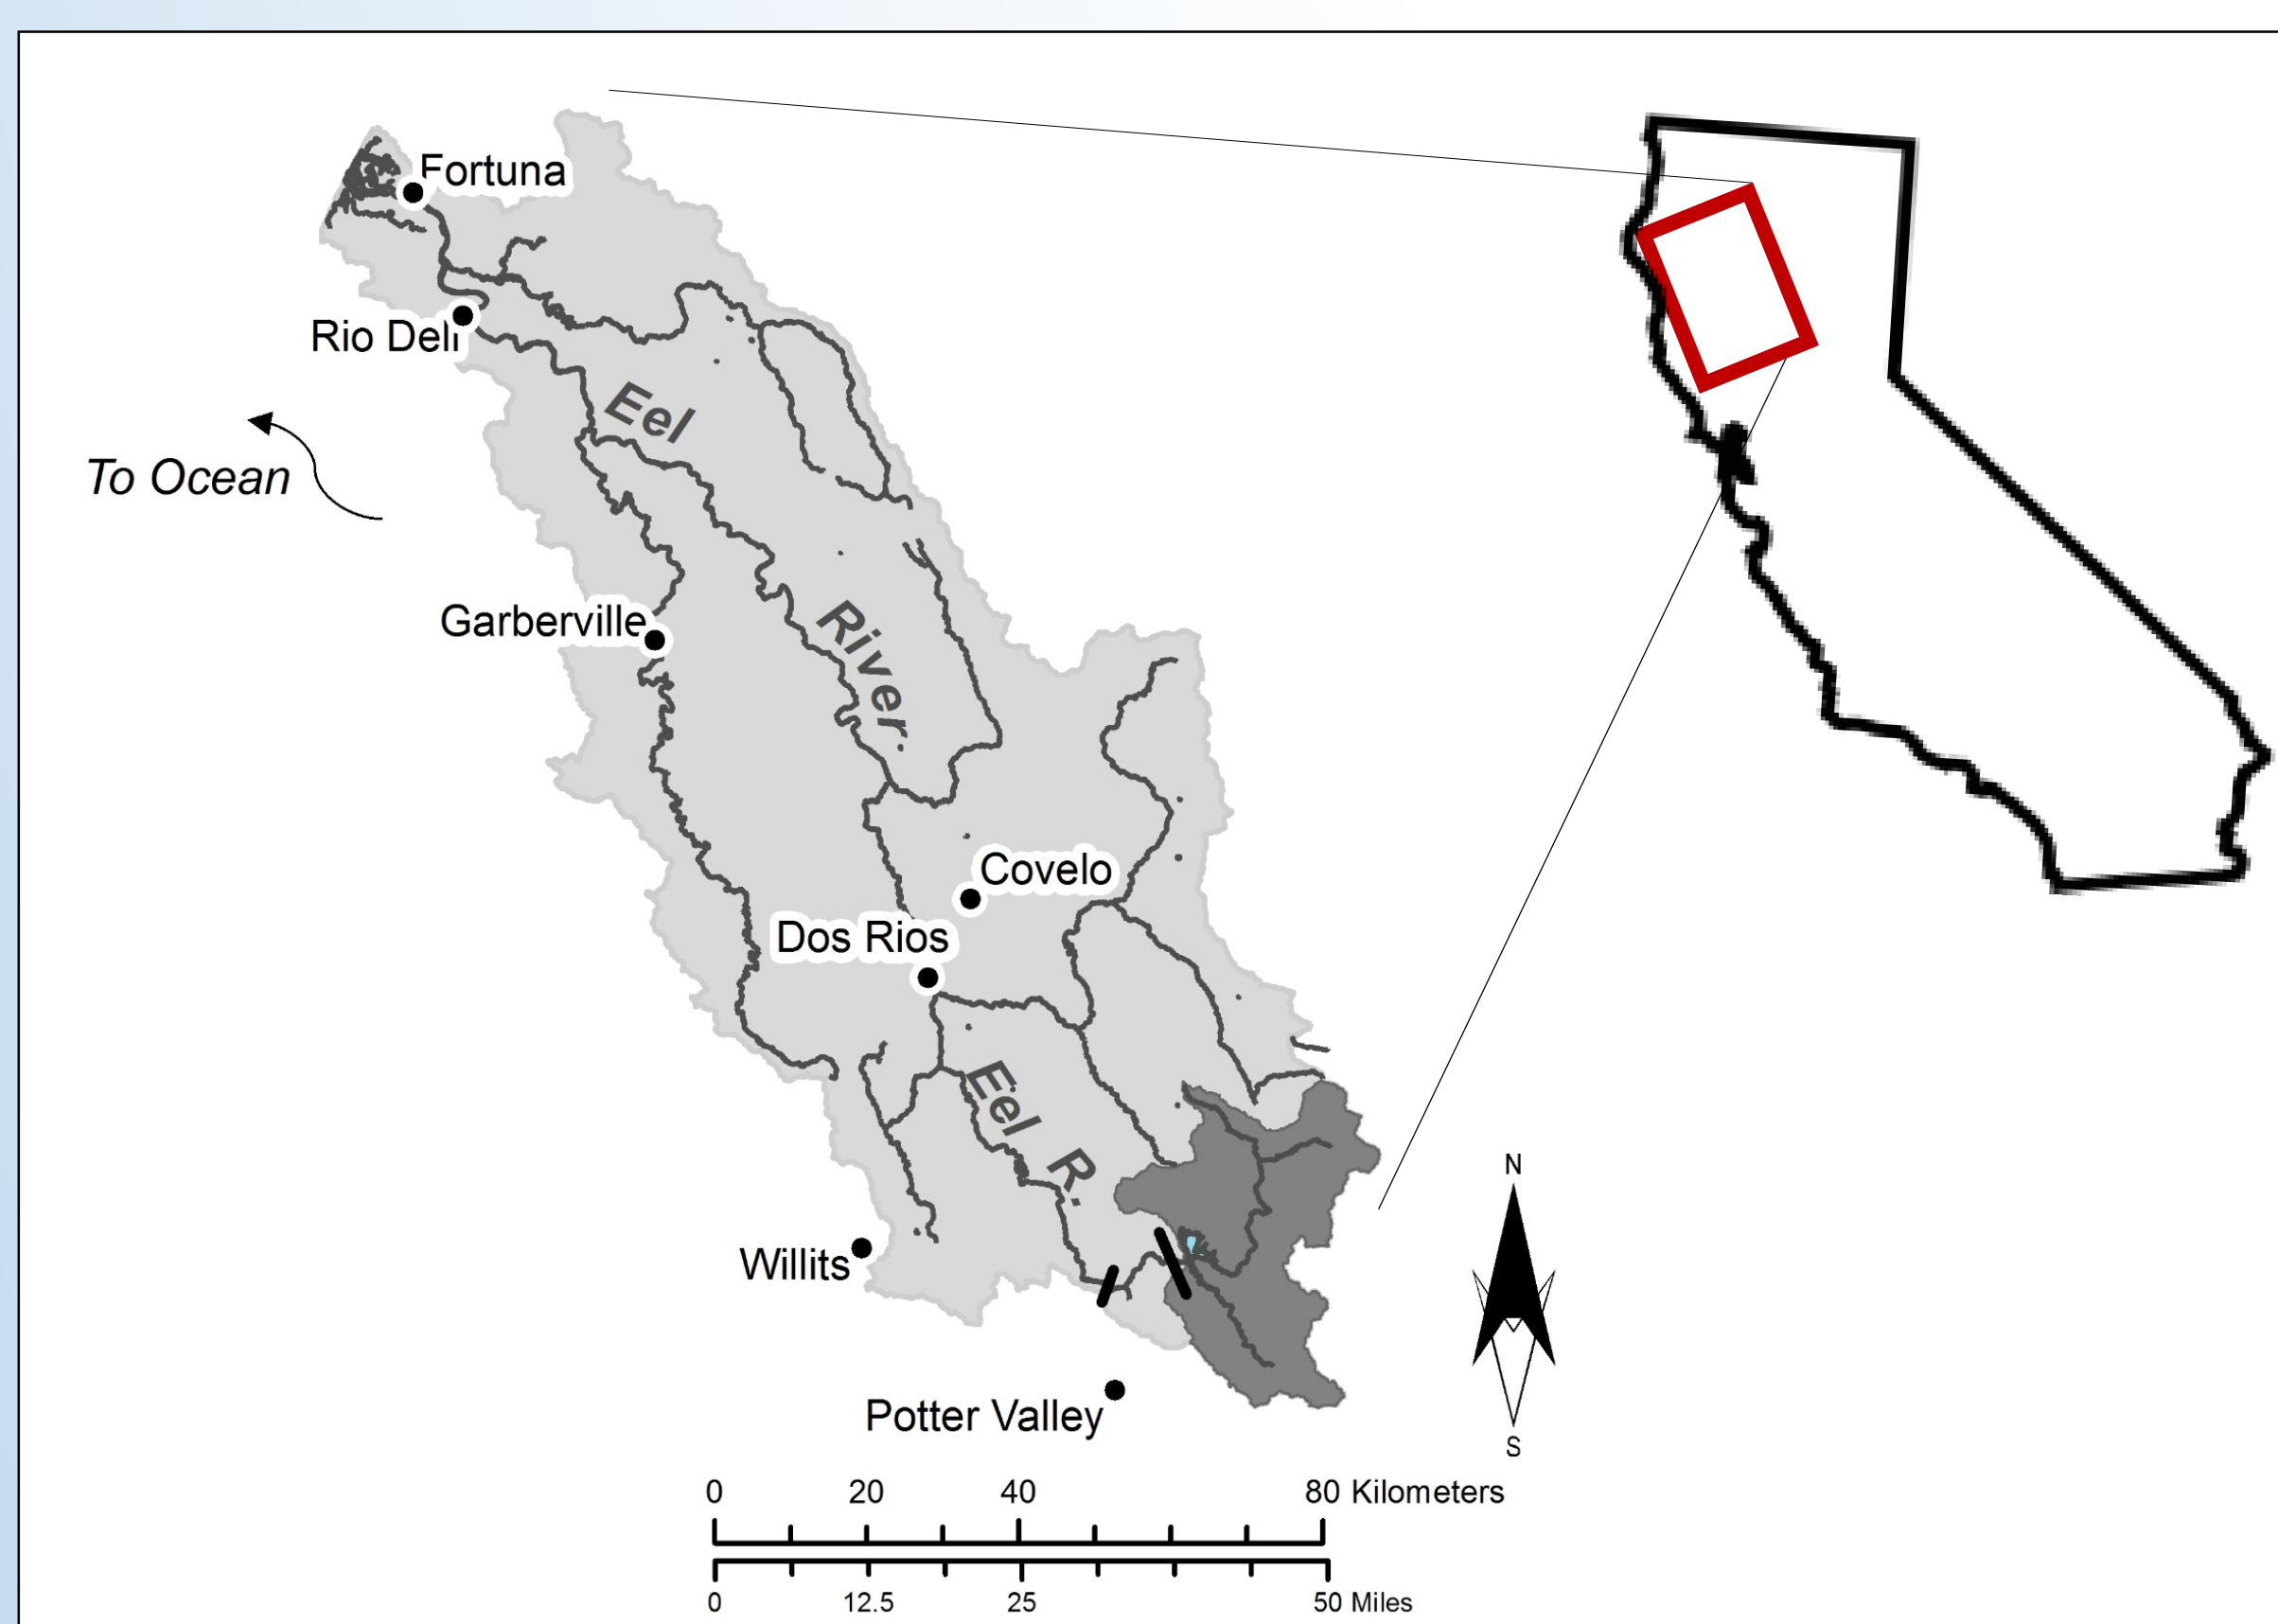 Fortuna
Rio Dell
Eel
River
To Ocean
Garberville
Covelo
Dos Rios
Eel R.
Willits
Potter Valley
N
S
0 20 40 80 Kilometers
0 12.5 25 50 Miles